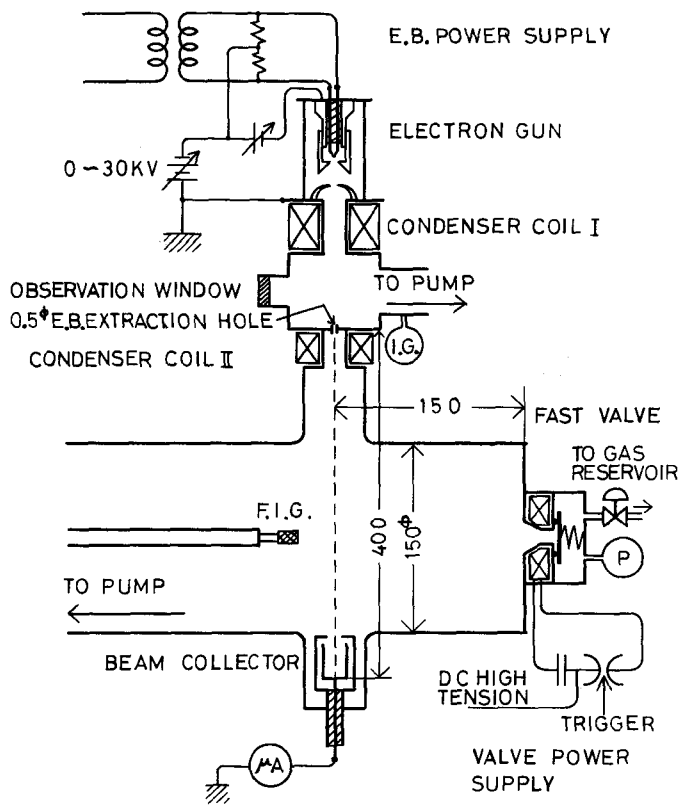 E.B. POWER SUPPLY
ELECTRON GUN
0~30KV
CONDENSER COIL I
TO PUMP
OBSERVATION WINDOW
0.5ᶲ E.B.EXTRACTION HOLE
I.G.
CONDENSER COIL II
150
FAST VALVE
TO GAS
RESERVOIR
F.I.G.
400
150ᶲ
P
TO PUMP
BEAM COLLECTOR
DC HIGH
TENSION
TRIGGER
μA
VALVE POWER
SUPPLY